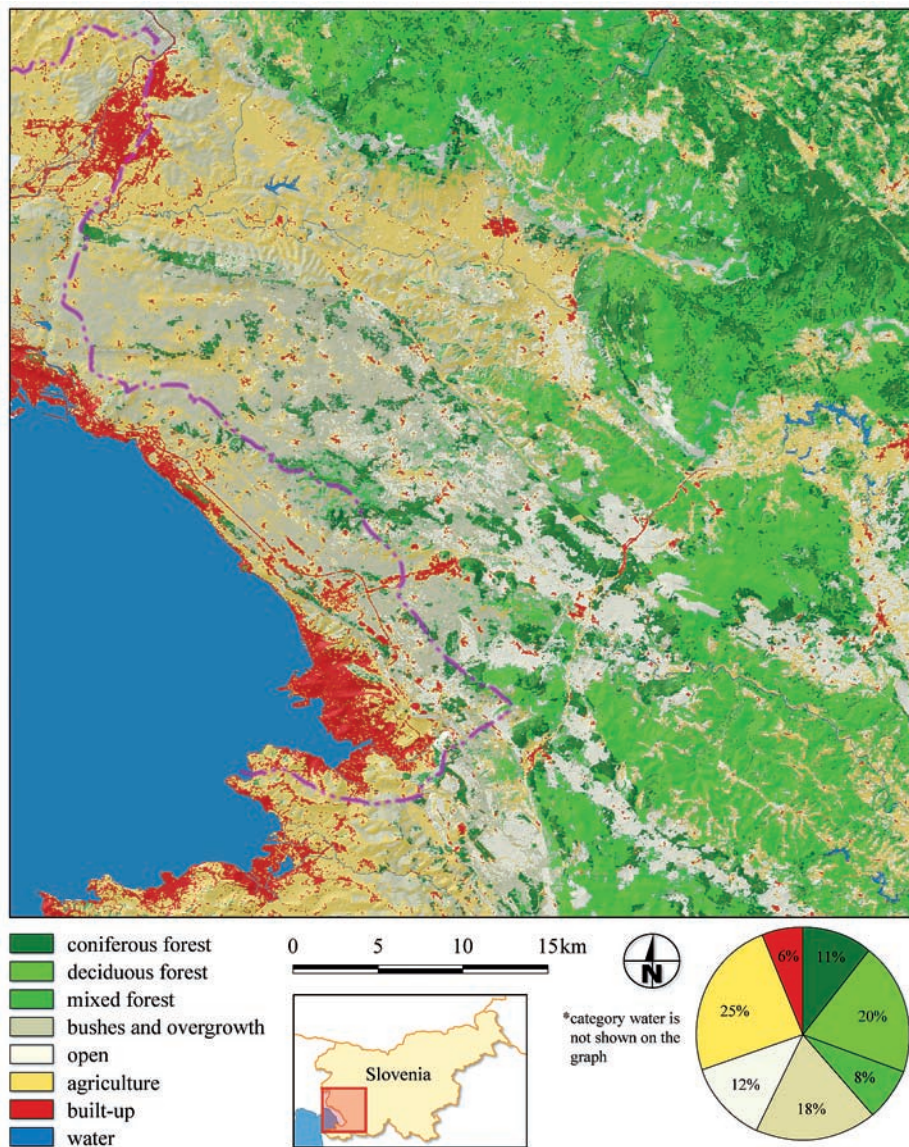 coniferous forest
deciduous forest
mixed forest
bushes and overgrowth
open
agriculture
built-up
water
0 5 10 15km
Slovenia
N
*category water is
not shown on the
graph
6%
11%
20%
8%
18%
12%
25%